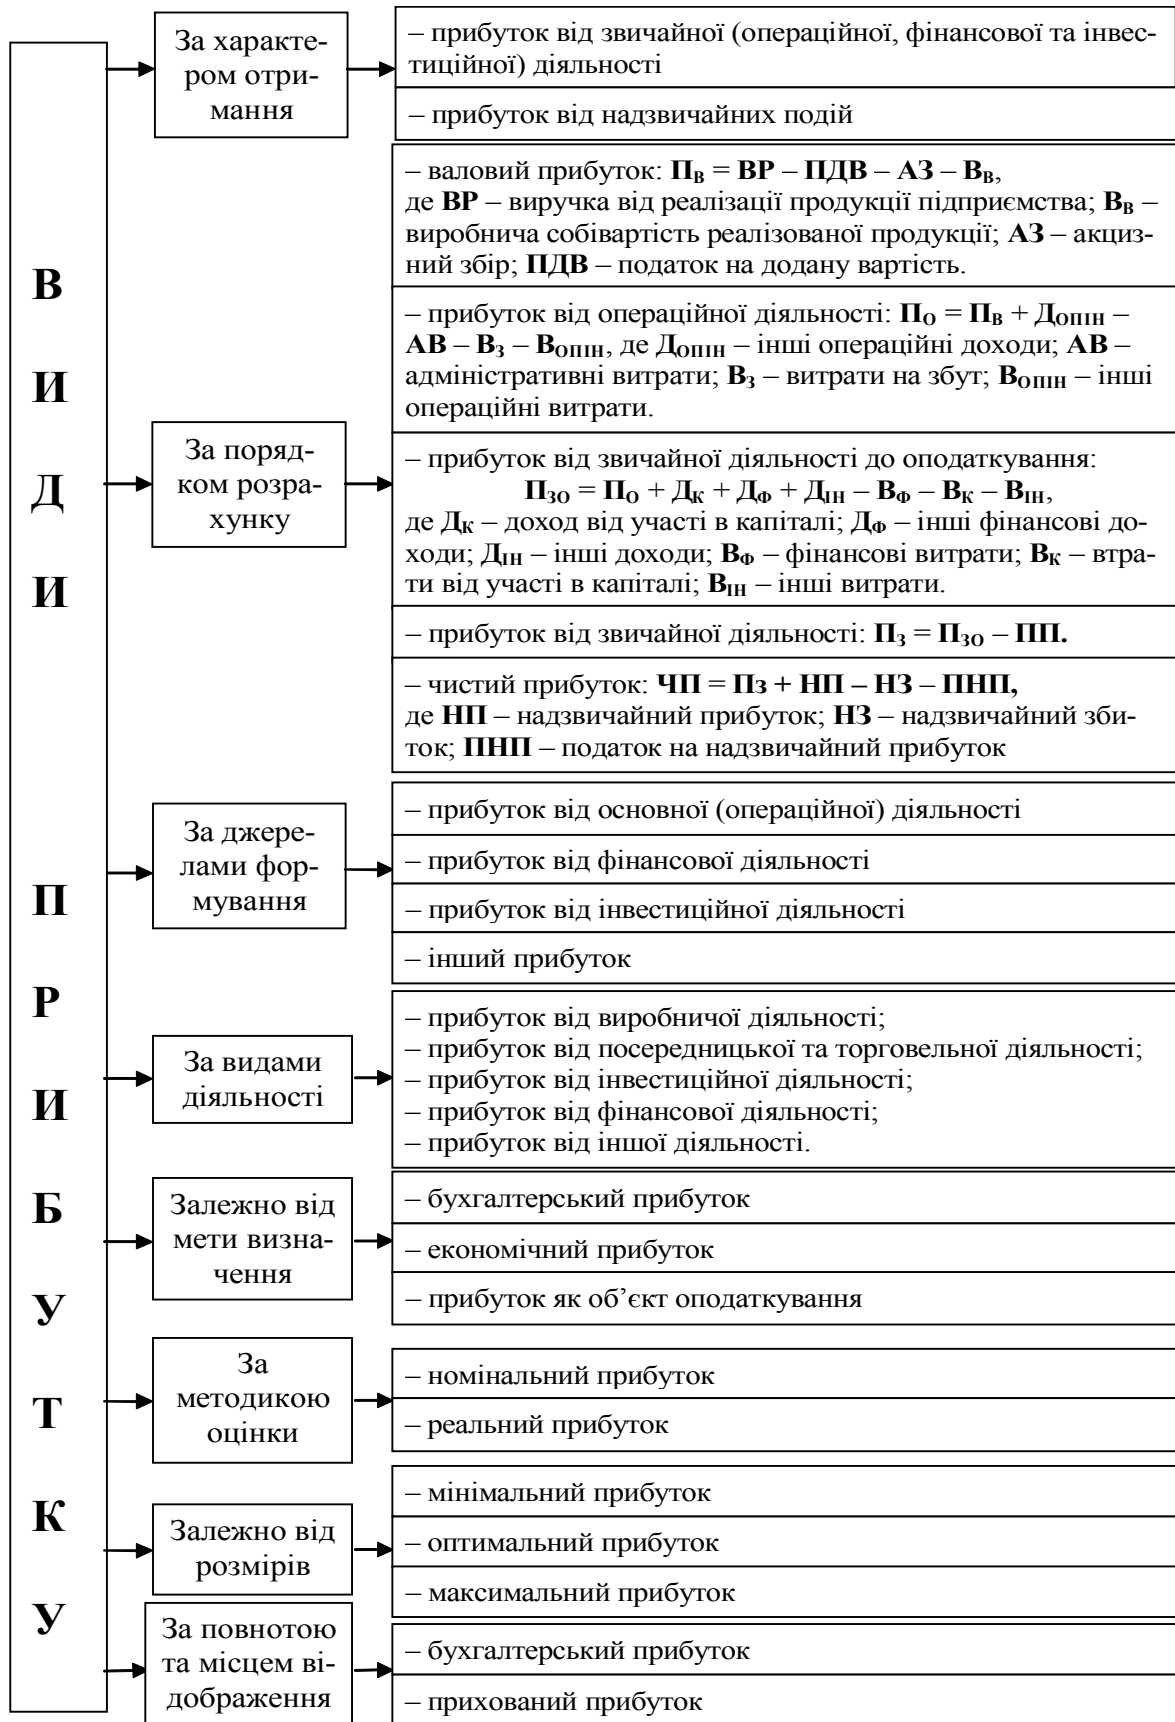 ВИДИ ПРИБУТКУ
За характе-
ром отри-
мання
– прибуток від звичайної (операційної, фінансової та інвес-
тиційної) діяльності
– прибуток від надзвичайних подій
За поряд-
ком розра-
хунку
– валовий прибуток: П_В = ВР – ПДВ – АЗ – В_В,
де ВР – виручка від реалізації продукції підприємства; В_В –
виробнича собівартість реалізованої продукції; АЗ – акциз-
ний збір; ПДВ – податок на додану вартість.
– прибуток від операційної діяльності: П_О = П_В + Д_ОПІН –
АВ – В_З – В_ОПІН, де Д_ОПІН – інші операційні доходи; АВ –
адміністративні витрати; В_З – витрати на збут; В_ОПІН – інші
операційні витрати.
– прибуток від звичайної діяльності до оподаткування:
П_ЗО = П_О + Д_К + Д_Ф + Д_ІН – В_Ф – В_К – В_ІН,
де Д_К – доход від участі в капіталі; Д_Ф – інші фінансові до-
ходи; Д_ІН – інші доходи; В_Ф – фінансові витрати; В_К – втра-
ти від участі в капіталі; В_ІН – інші витрати.
– прибуток від звичайної діяльності: П_З = П_ЗО – ПП.
– чистий прибуток: ЧП = Пз + НП – НЗ – ПНП,
де НП – надзвичайний прибуток; НЗ – надзвичайний зби-
ток; ПНП – податок на надзвичайний прибуток
За джере-
лами фор-
мування
– прибуток від основної (операційної) діяльності
– прибуток від фінансової діяльності
– прибуток від інвестиційної діяльності
– інший прибуток
За видами
діяльності
– прибуток від виробничої діяльності;
– прибуток від посередницької та торговельної діяльності;
– прибуток від інвестиційної діяльності;
– прибуток від фінансової діяльності;
– прибуток від іншої діяльності.
Залежно від
мети визна-
чення
– бухгалтерський прибуток
– економічний прибуток
– прибуток як об’єкт оподаткування
За
методикою
оцінки
– номінальний прибуток
– реальний прибуток
Залежно від
розмірів
– мінімальний прибуток
– оптимальний прибуток
– максимальний прибуток
За повнотою
та місцем ві-
дображення
– бухгалтерський прибуток
– прихований прибуток